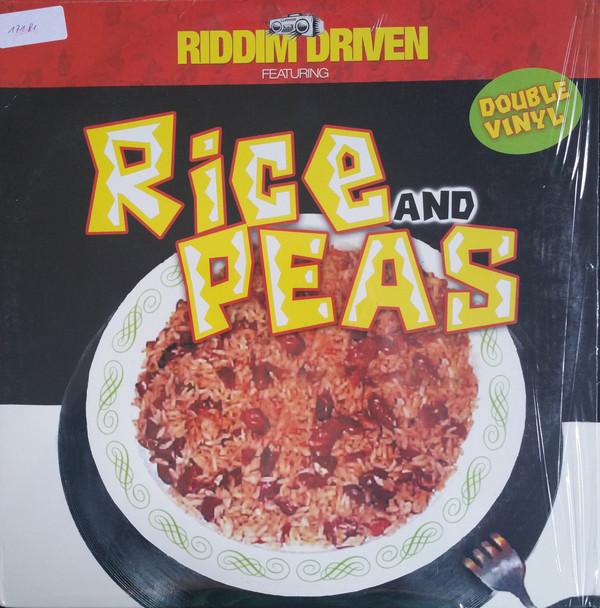 RIDDIM DRIVEN
FEATURING
DOUBLE
VINYL
Rice AND
PEAS